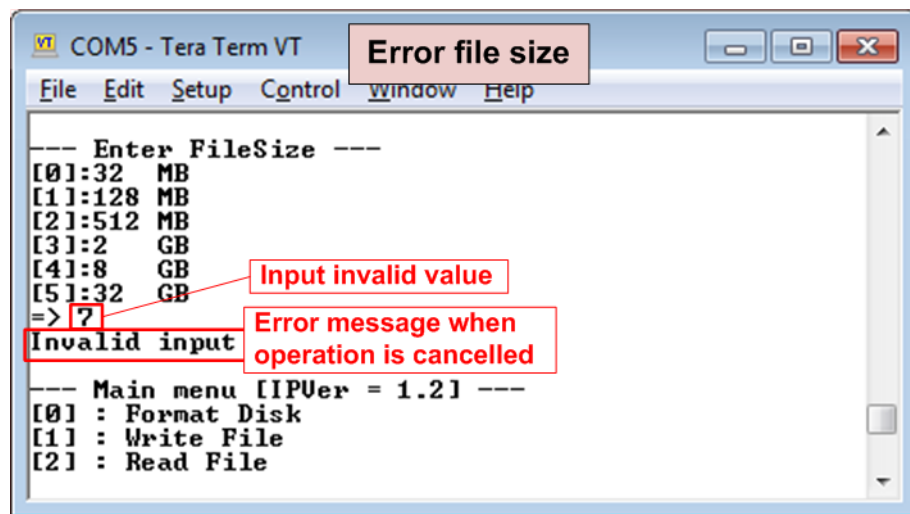 COM5 - Tera Term VT
Error file size
File Edit Setup Control Window Help
--- Enter FileSize ---
[0]:32 MB
[1]:128 MB
[2]:512 MB
[3]:2 GB
[4]:8 GB
[5]:32 GB
Input invalid value
=> 7
Error message when
operation is cancelled
Invalid input
--- Main menu [IPVer = 1.2] ---
[0] : Format Disk
[1] : Write File
[2] : Read File